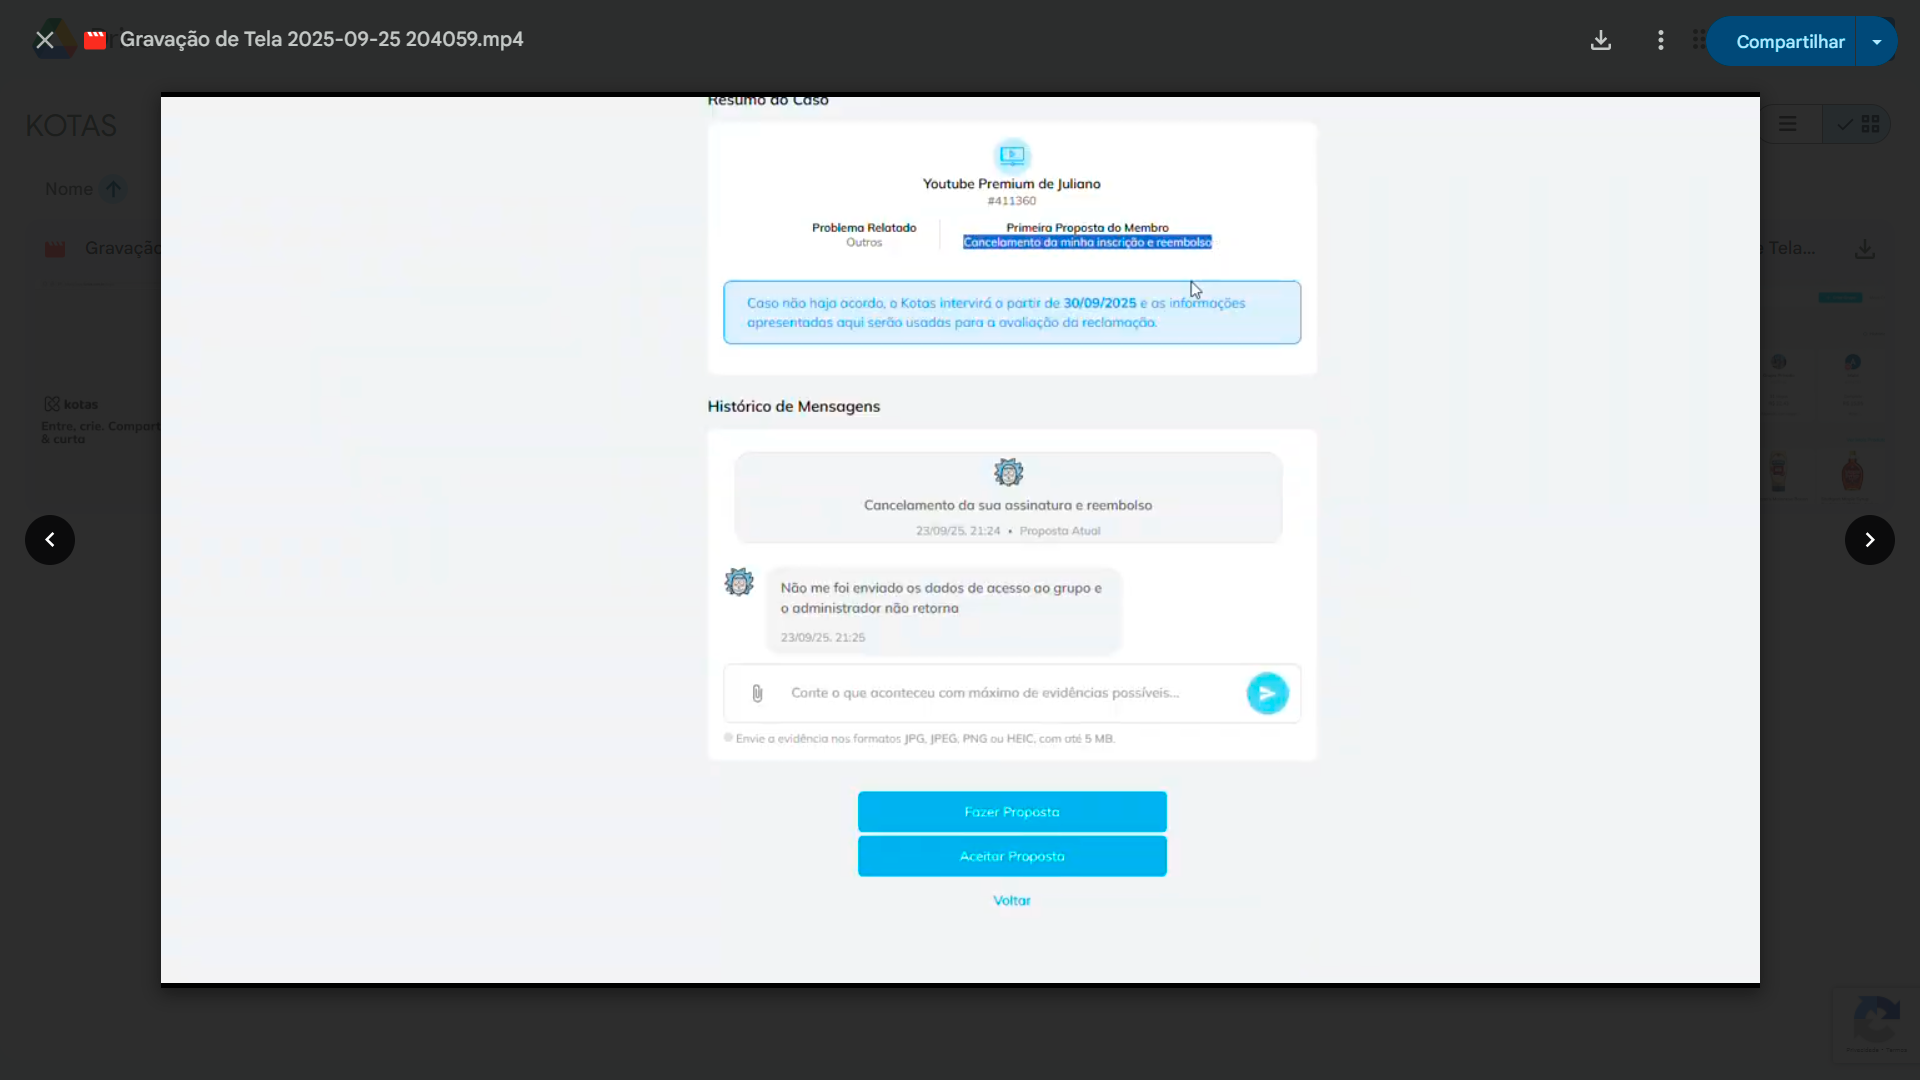 Gravação de Tela 2025-09-25 204059.mp4
Compartilhar
KOTAS
Nome
Gravação
Tela...
kotas
Entre, crie. Compart
& curta
Resumo do Caso
Youtube Premium de Juliano
#411360
Problema Relatado
Outros
Primeira Proposta do Membro
Cancelamento da minha inscrição e reembolso
Caso não haja acordo, o Kotas intervirá a partir de 30/09/2025 e as informações
apresentadas aqui serão usadas para a avaliação da reclamação.
Histórico de Mensagens
Cancelamento da sua assinatura e reembolso
23/09/25, 21:24 • Proposta Atual
Não me foi enviado os dados de acesso ao grupo e
o administrador não retorna
23/09/25, 21:25
Conte o que aconteceu com máximo de evidências possíveis...
Envie a evidência nos formatos JPG, JPEG, PNG ou HEIC, com até 5 MB.
Fazer Proposta
Aceitar Proposta
Voltar